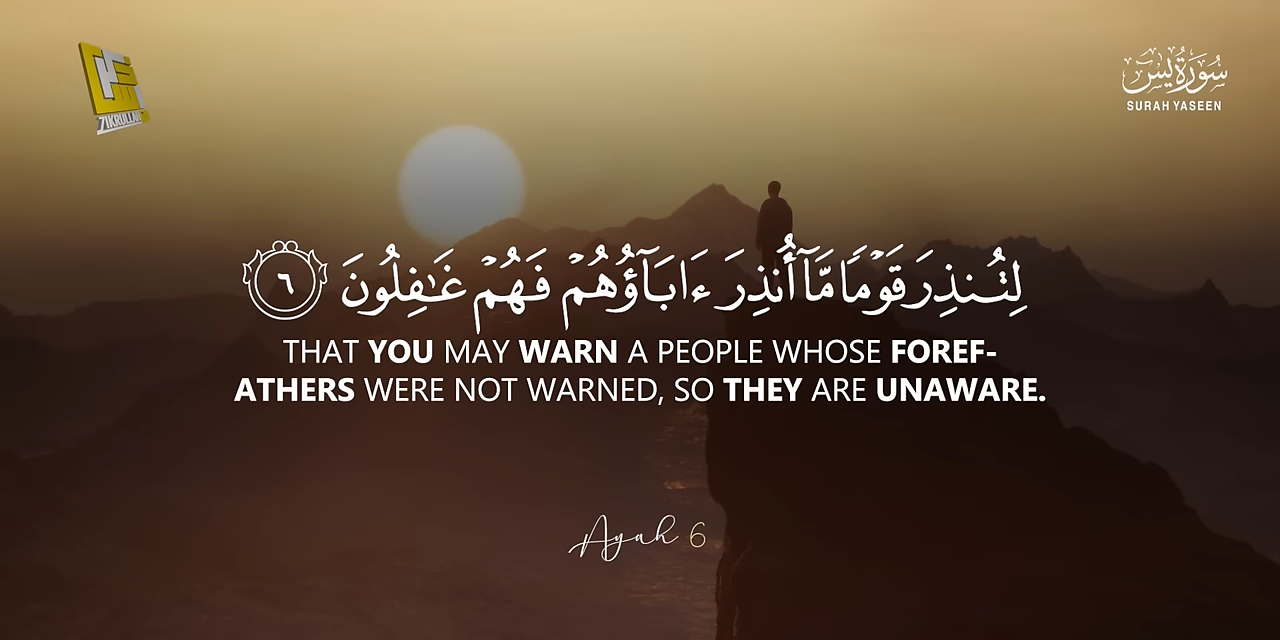 ZIKRULLAH
سُورَةُ يس
SURAH YASEEN
لِتُنذِرَ قَوْمًا مَّآ أُنذِرَ ءَابَآؤُهُمْ فَهُمْ غَـٰفِلُونَ ٦
THAT YOU MAY WARN A PEOPLE WHOSE FOREF-
ATHERS WERE NOT WARNED, SO THEY ARE UNAWARE.
Ayah 6